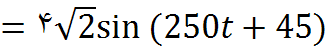 = ۴√2sin (250t + 45)